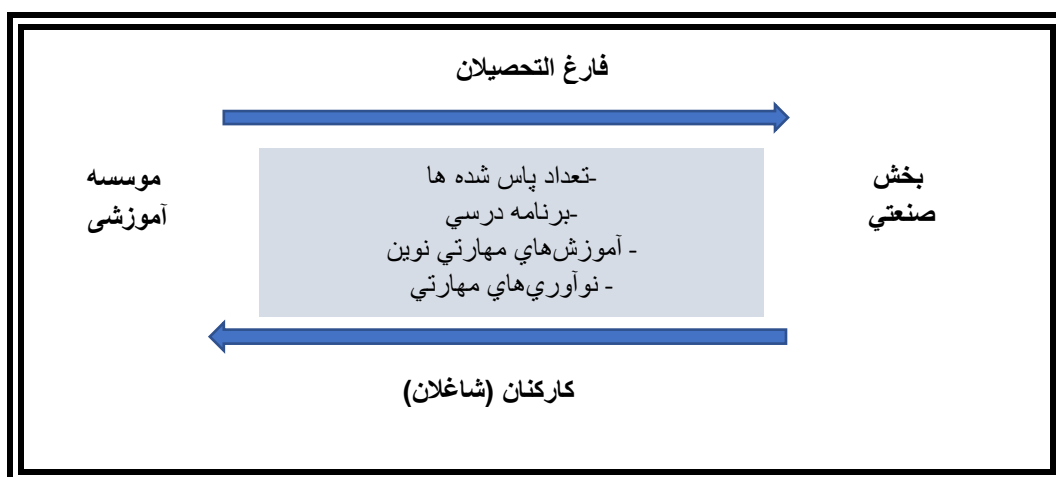 فارغ التحصیلان
بخش
صنعتي
-تعداد پاس شده ها
-برنامه درسي
- آموزش‌هاي مهارتي نوين
- نوآوري‌هاي مهارتي
موسسه
آموزشی
کارکنان (شاغلان)